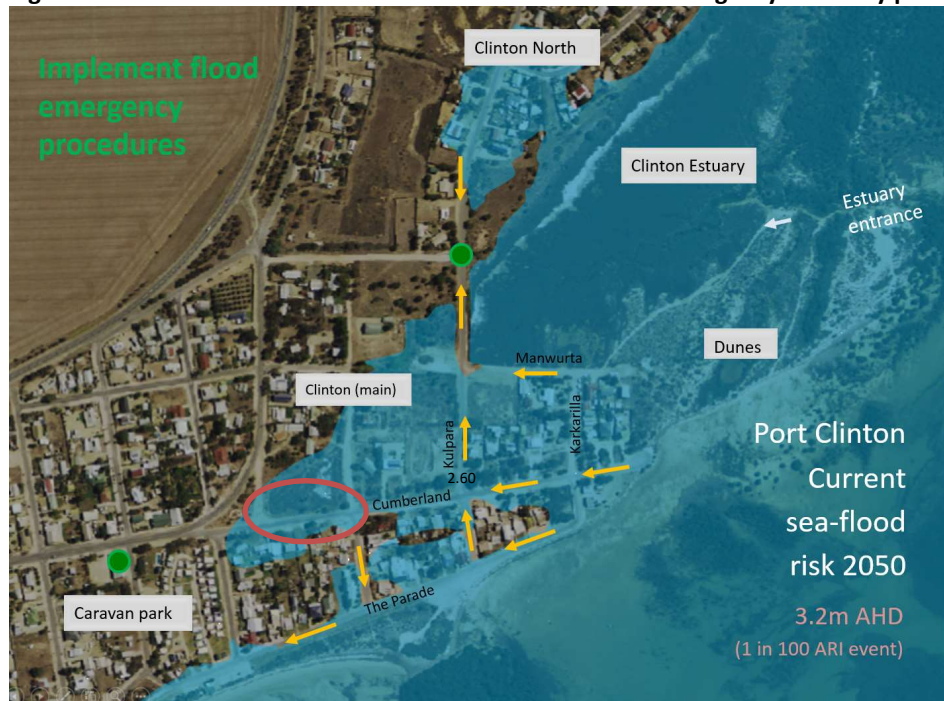 Clinton North
Implement flood
emergency
procedures
Clinton Estuary
Estuary
entrance
Dunes
Manwurta
Clinton (main)
Karkarilla
Kulpara
2.60
Cumberland
Port Clinton
Current
sea-flood
risk 2050
3.2m AHD
(1 in 100 ARI event)
The Parade
Caravan park